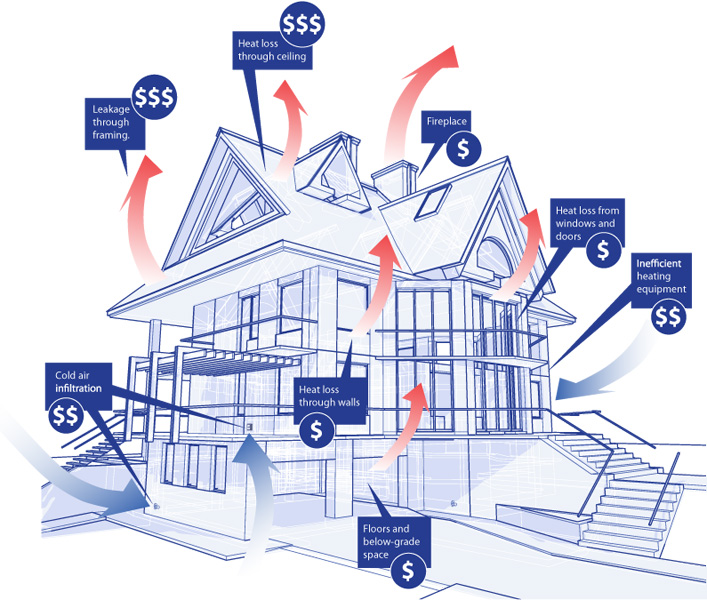 $$$
Heat loss
through ceiling
$$$
Leakage
through
framing.
Fireplace
$
Heat loss from
windows and
doors
$
Inefficient
heating
equipment
$$
Cold air
infiltration
$$
Heat loss
through walls
$
Floors and
below-grade
space
$